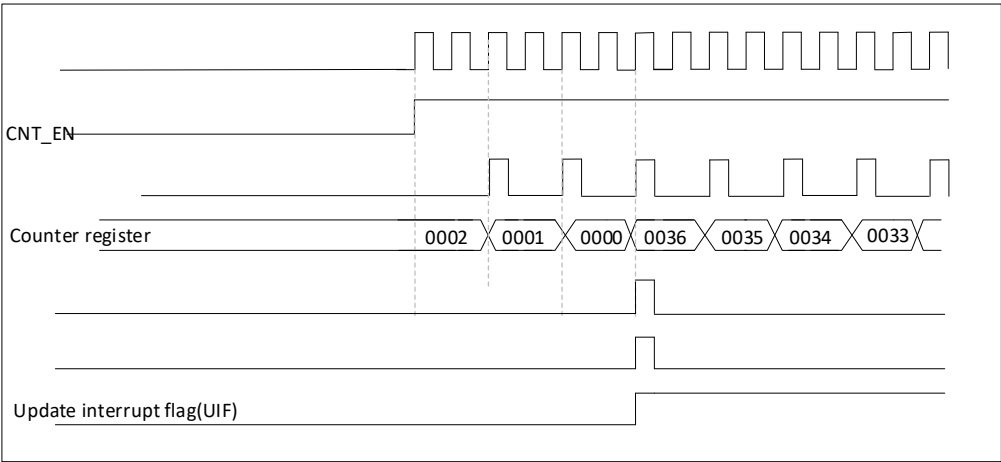 CNT_EN
Counter register 0002 0001 0000 0036 0035 0034 0033
Update interrupt flag(UIF)